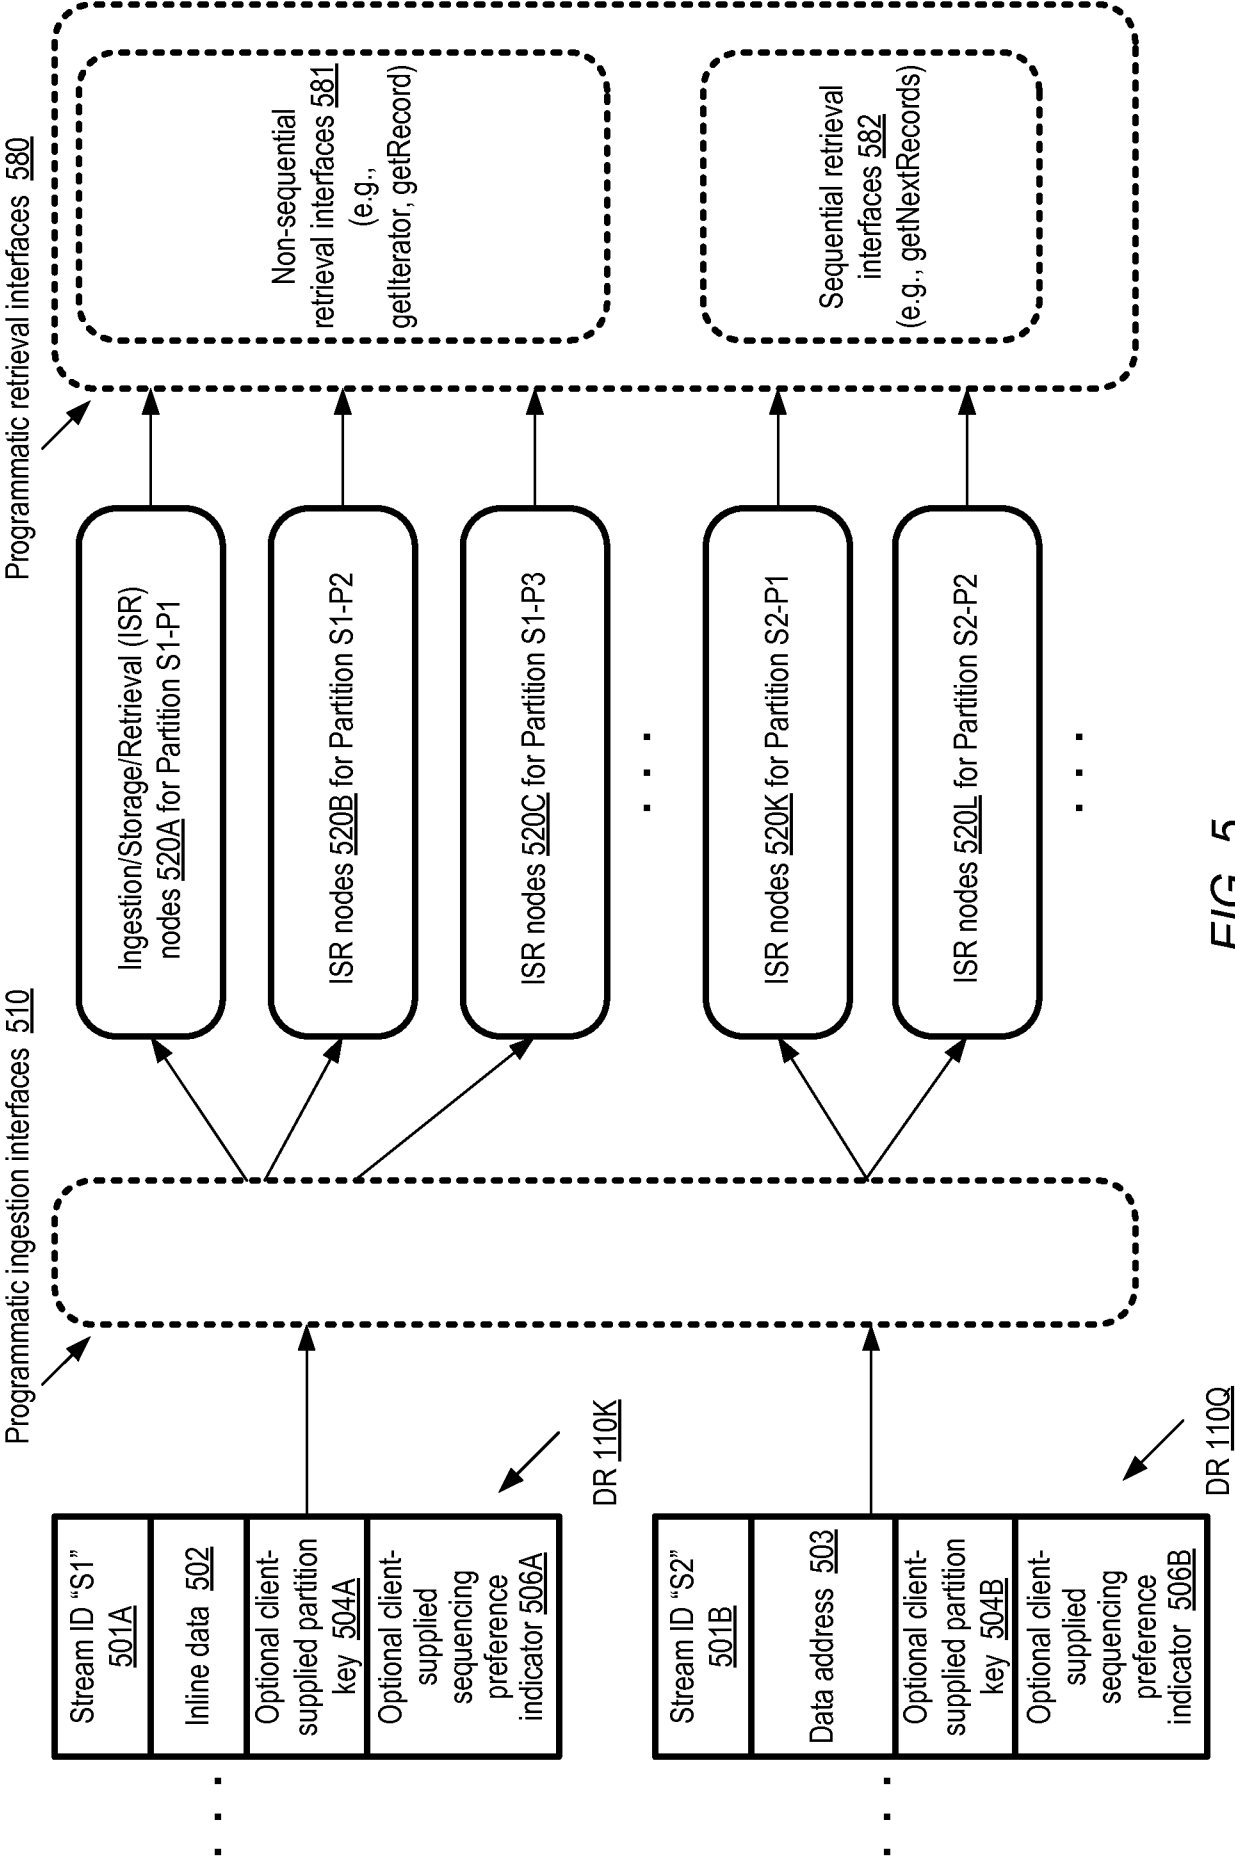 Programmatic ingestion interfaces 510
Programmatic retrieval interfaces 580
Stream ID “S1”
501A
Inline data 502
Optional client-
supplied partition
key 504A
Optional client-
supplied
sequencing
preference
indicator 506A
DR 110K
Stream ID “S2”
501B
Data address 503
Optional client-
supplied partition
key 504B
Optional client-
supplied
sequencing
preference
indicator 506B
DR 110Q
Ingestion/Storage/Retrieval (ISR)
nodes 520A for Partition S1-P1
ISR nodes 520B for Partition S1-P2
ISR nodes 520C for Partition S1-P3
. . .
ISR nodes 520K for Partition S2-P1
ISR nodes 520L for Partition S2-P2
. . .
Non-sequential
retrieval interfaces 581
(e.g.,
getIterator, getRecord)
Sequential retrieval
interfaces 582
(e.g., getNextRecords)
FIG. 5